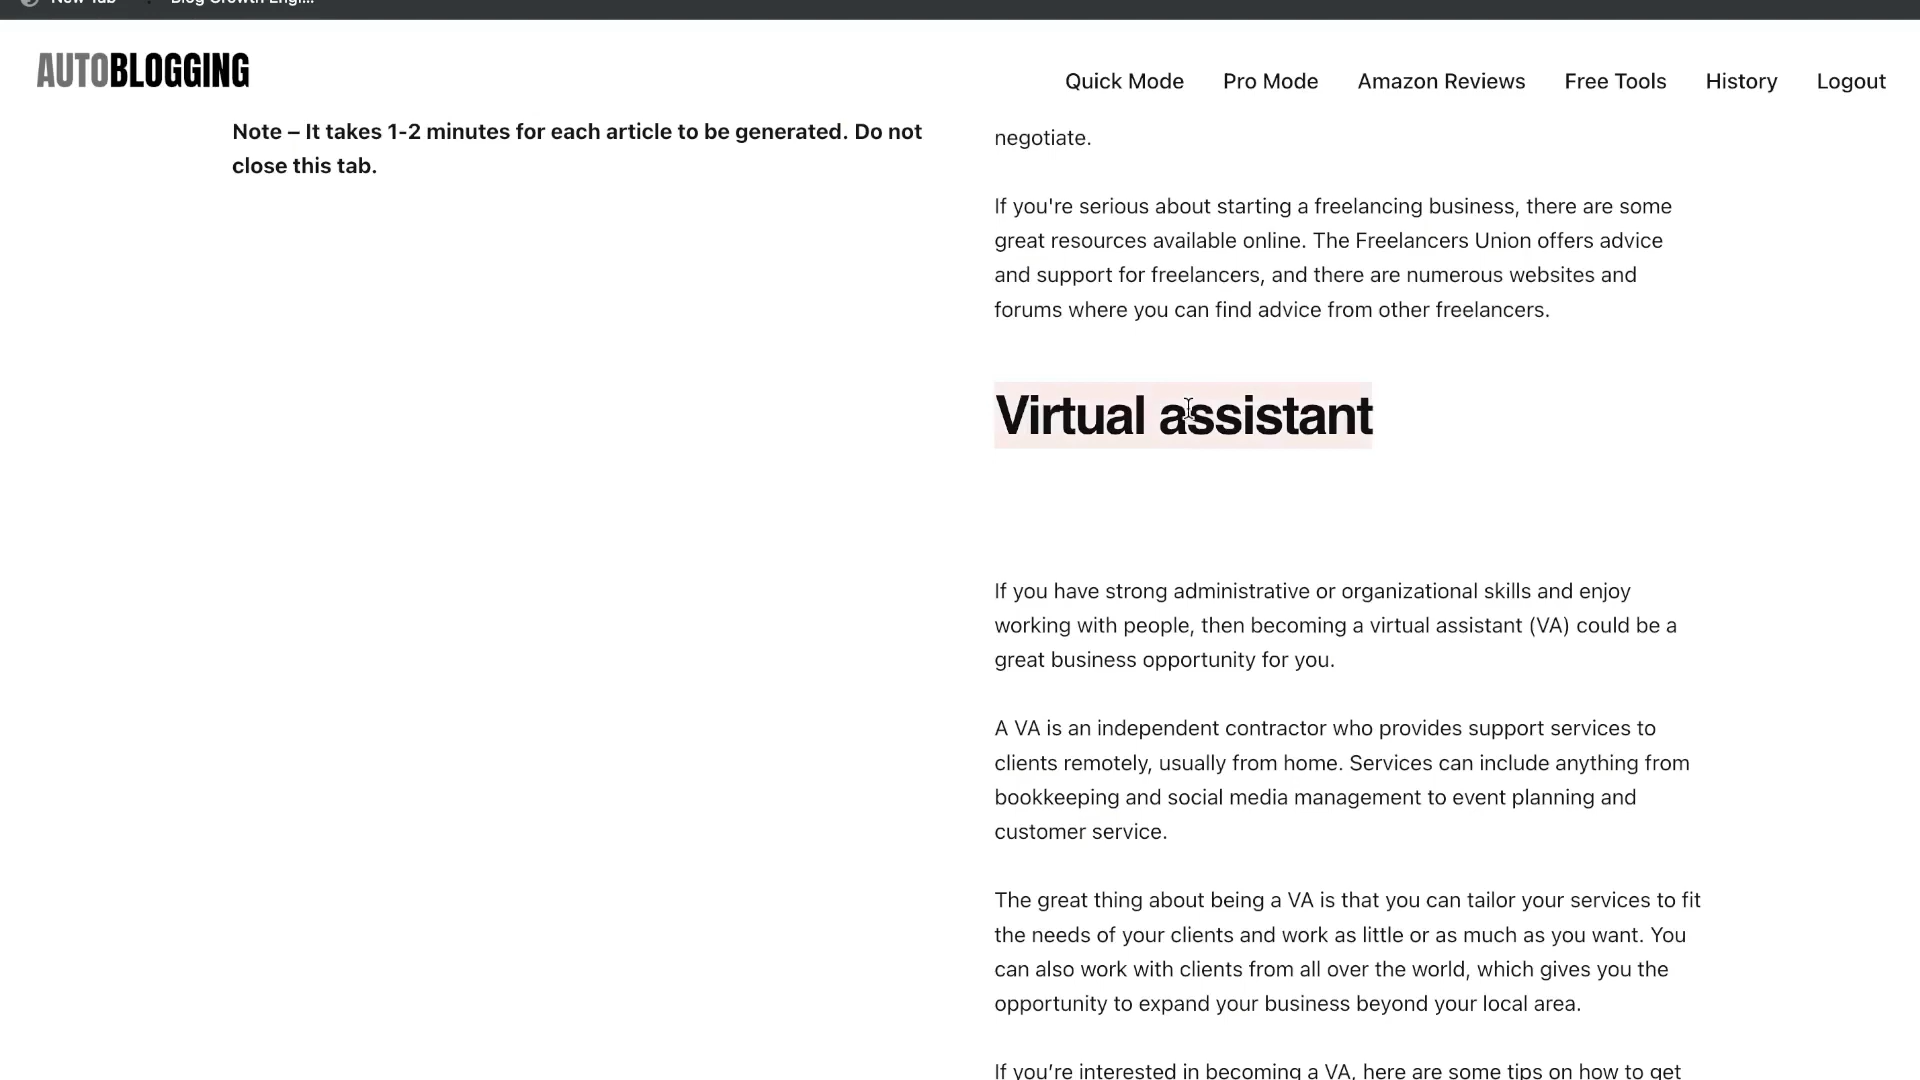 New Tab
Blog Growth Engi...
AUTOBLOGGING
Quick Mode
Pro Mode
Amazon Reviews
Free Tools
History
Logout
Note – It takes 1-2 minutes for each article to be generated. Do not
close this tab.
negotiate.
If you're serious about starting a freelancing business, there are some
great resources available online. The Freelancers Union offers advice
and support for freelancers, and there are numerous websites and
forums where you can find advice from other freelancers.
Virtual assistant
If you have strong administrative or organizational skills and enjoy
working with people, then becoming a virtual assistant (VA) could be a
great business opportunity for you.
A VA is an independent contractor who provides support services to
clients remotely, usually from home. Services can include anything from
bookkeeping and social media management to event planning and
customer service.
The great thing about being a VA is that you can tailor your services to fit
the needs of your clients and work as little or as much as you want. You
can also work with clients from all over the world, which gives you the
opportunity to expand your business beyond your local area.
If you’re interested in becoming a VA, here are some tips on how to get